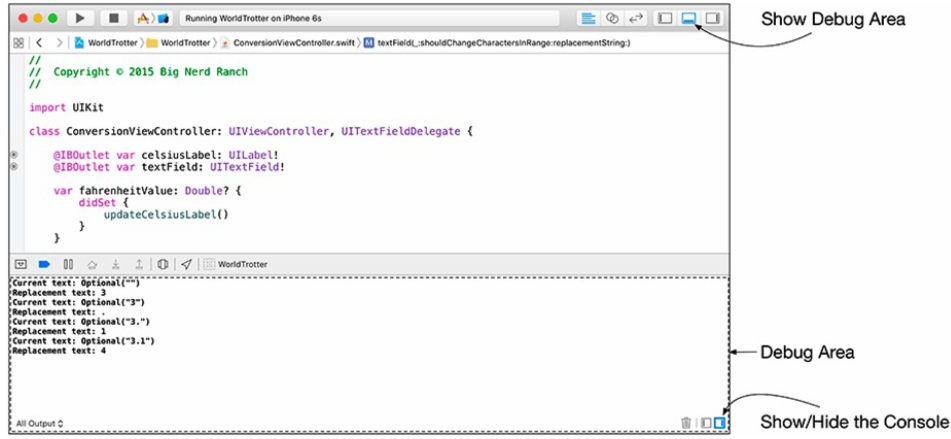 Running WorldTrotter on iPhone 6s
Show Debug Area
WorldTrotter
WorldTrotter
ConversionViewController.swift
M
textField(_:shouldChangeCharactersInRange:replacementString:)
//
// Copyright © 2015 Big Nerd Ranch
//
import UIKit
class ConversionViewController: UIViewController, UITextFieldDelegate {
@IBOutlet var celsiusLabel: UILabel!
@IBOutlet var textField: UITextField!
var fahrenheitValue: Double? {
didSet {
updateCelsiusLabel()
}
}
WorldTrotter
Current text: Optional("")
Replacement text: 3
Current text: Optional("3")
Replacement text: .
Current text: Optional("3.")
Replacement text: 1
Current text: Optional("3.1")
Replacement text: 4
Debug Area
All Output
Show/Hide the Console